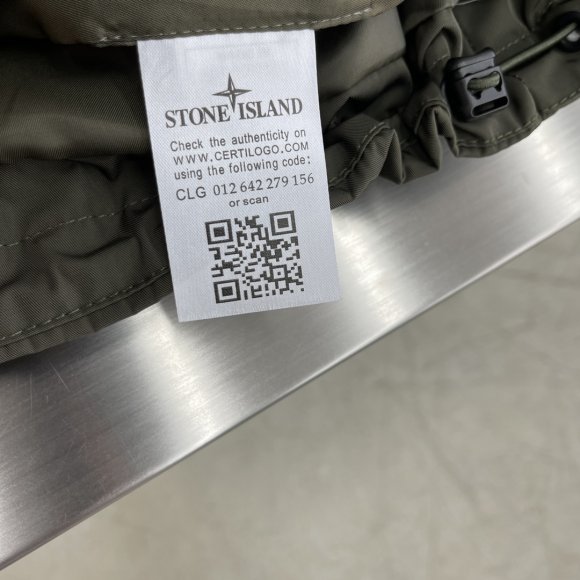 STONE ISLAND
Check the authenticity on
WWW.CERTILOGO.COM
using the following code:
CLG 012 642 279 156
or scan